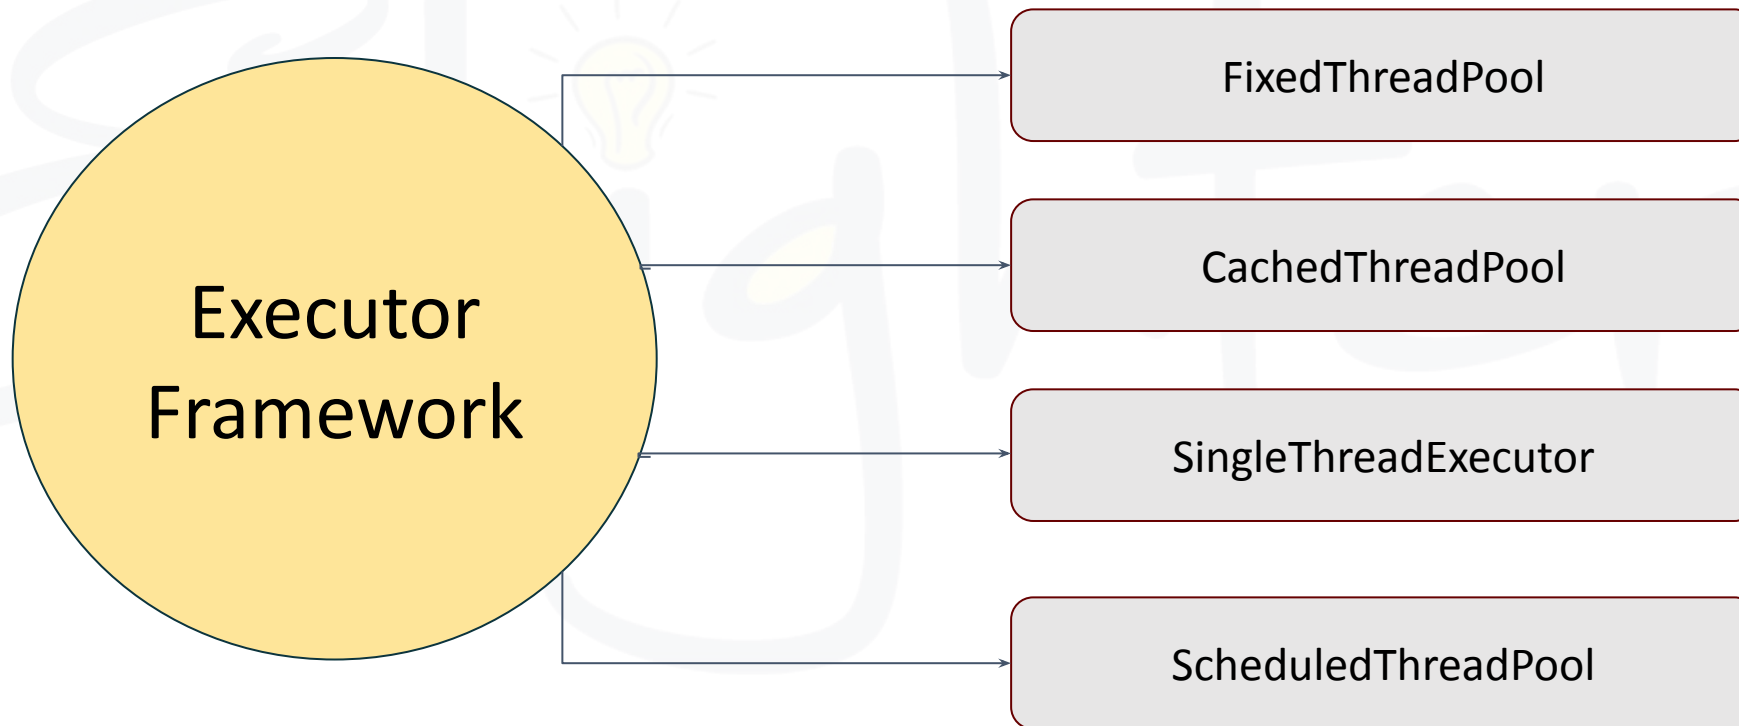 Executor
Framework
FixedThreadPool
CachedThreadPool
SingleThreadExecutor
ScheduledThreadPool